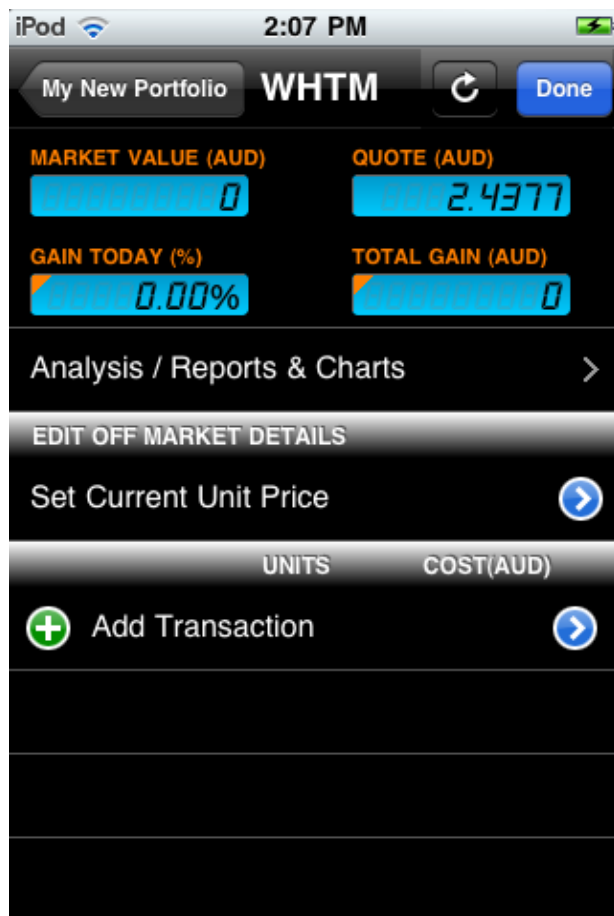 iPod 2:07 PM
My New Portfolio WHTM Done
MARKET VALUE (AUD) QUOTE (AUD)
0 2.4377
GAIN TODAY (%) TOTAL GAIN (AUD)
0.00% 0
Analysis / Reports & Charts
EDIT OFF MARKET DETAILS
Set Current Unit Price
UNITS COST(AUD)
Add Transaction